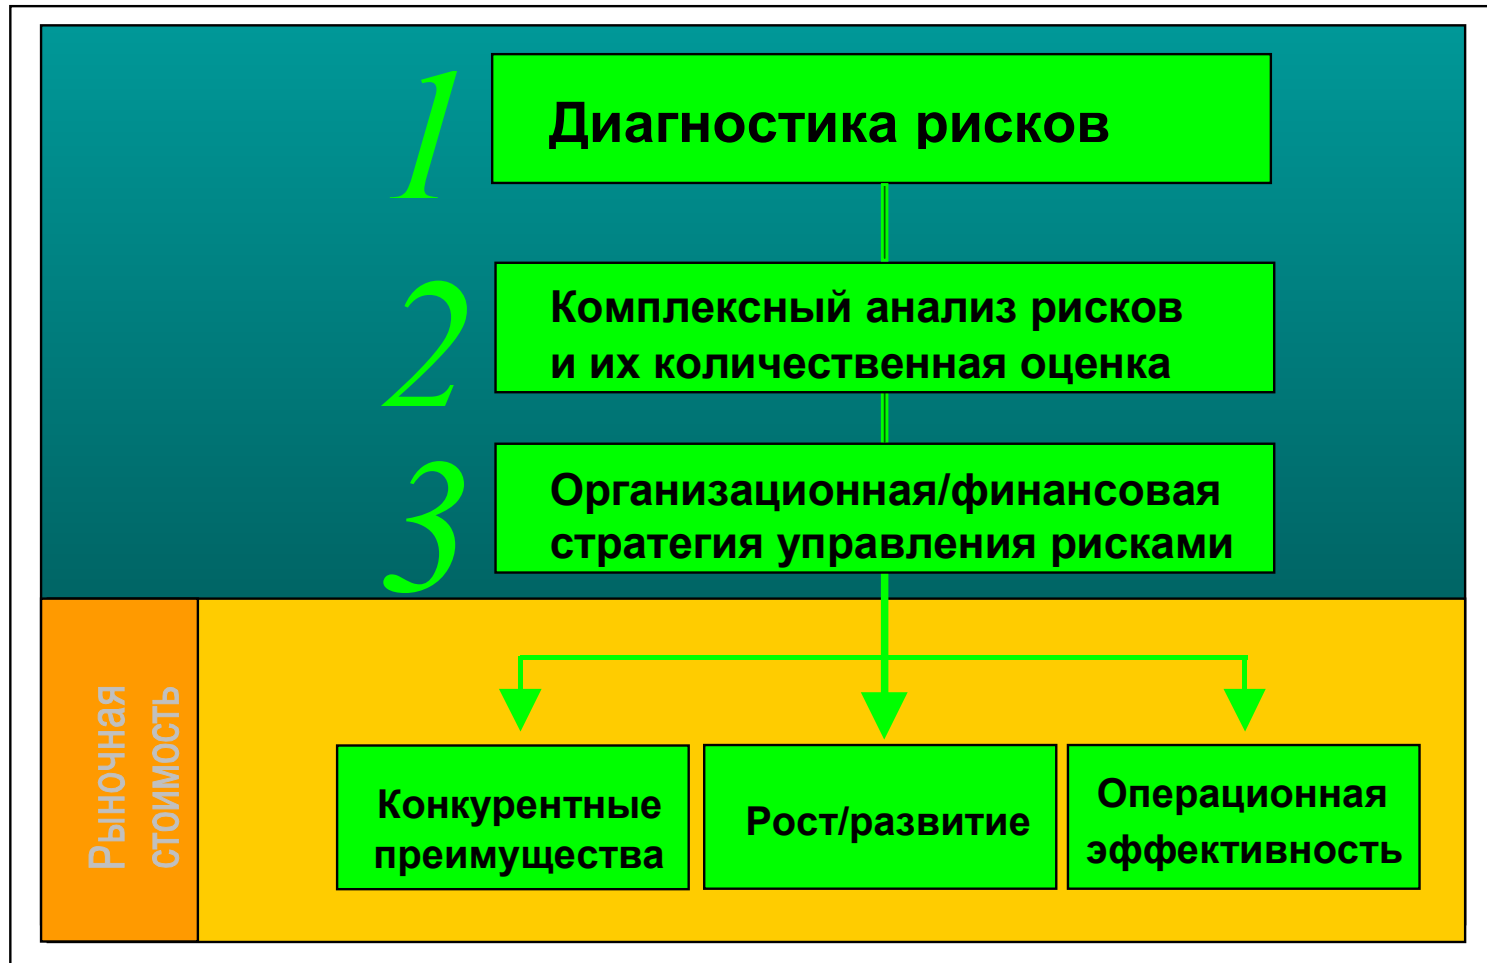 1
Диагностика рисков
2
Комплексный анализ рисков
и их количественная оценка
3
Организационная/финансовая
стратегия управления рисками
Рыночная
стоимость
Конкурентные
преимущества
Рост/развитие
Операционная
эффективность